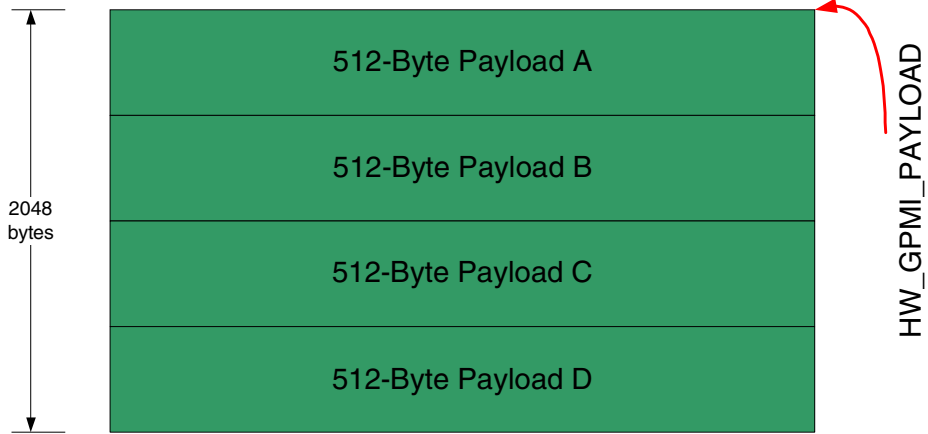 512-Byte Payload A
512-Byte Payload B
2048
bytes
512-Byte Payload C
512-Byte Payload D
HW_GPMI_PAYLOAD